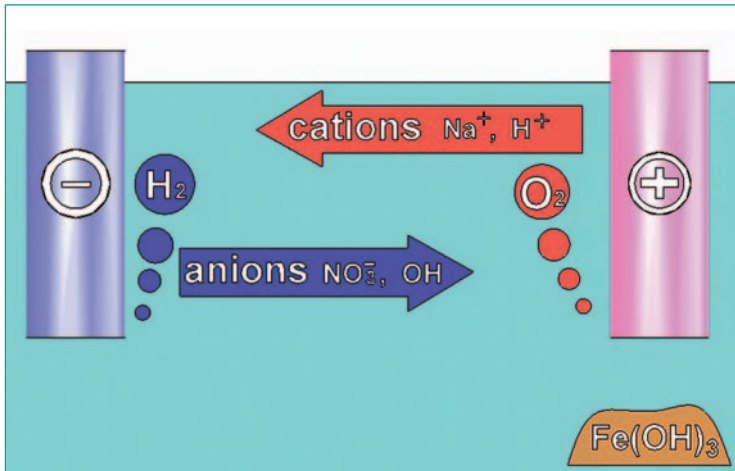 cations Na⁺, H⁺
− H₂ O₂ +
anions NO₃⁻, OH
Fe(OH)₃